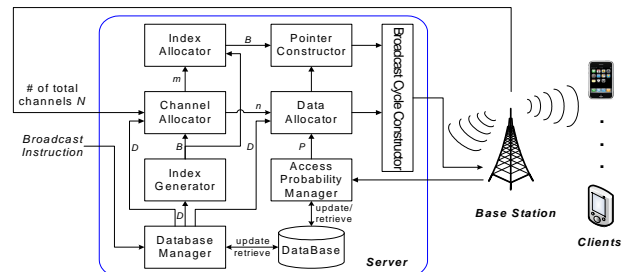 Index
Allocator
B
Pointer
Constructor
Broadcast Cycle Constructor
# of total
channels N
m
Channel
Allocator
n
Data
Allocator
Broadcast
Instruction
D
B
D
P
Index
Generator
Access
Probability
Manager
D
update/
retrieve
Database
Manager
update
retrieve
DataBase
Server
Base Station
Clients